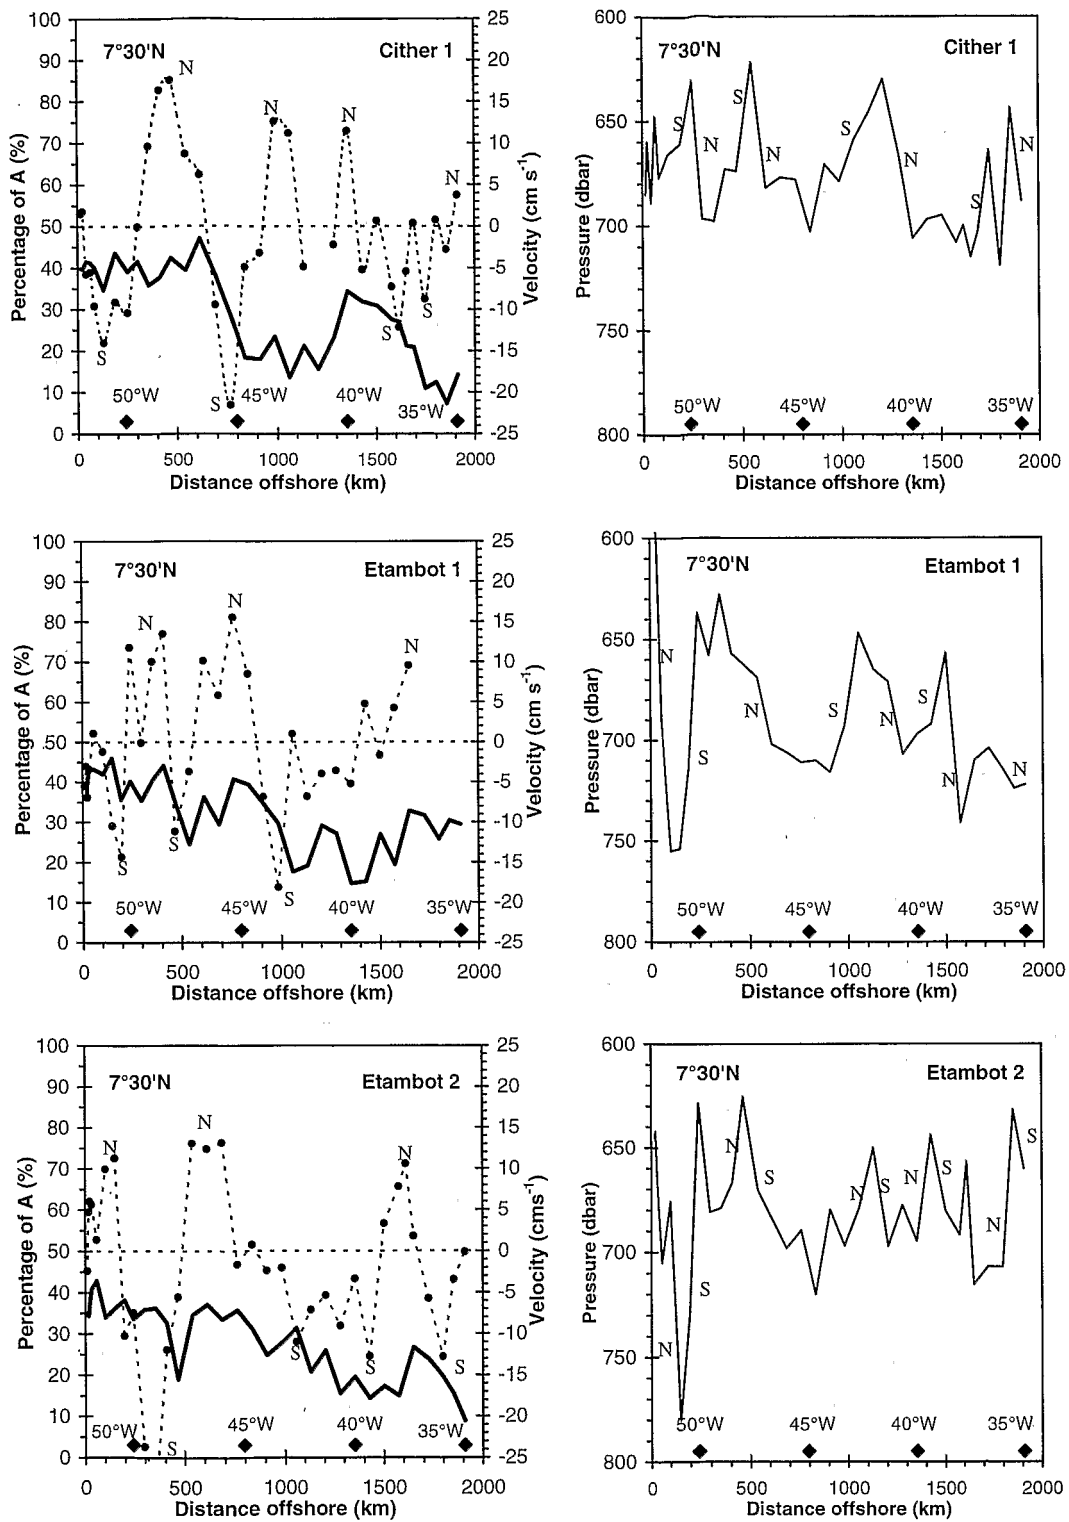 7°30'N Cither 1
Percentage of A (%)
100
90
80
70
60
50
40
30
20
10
0
25
20
15
10
5
0
-5
-10
-15
-20
-25
Velocity (cm s-1)
N
N
N
N
S
S
S
S
50°W 45°W 40°W 35°W
0 500 1000 1500 2000
Distance offshore (km)
7°30'N Cither 1
Pressure (dbar)
600
650
700
750
800
S N S N S N S N
50°W 45°W 40°W 35°W
0 500 1000 1500 2000
Distance offshore (km)
7°30'N Etambot 1
Percentage of A (%)
100
90
80
70
60
50
40
30
20
10
0
25
20
15
10
5
0
-5
-10
-15
-20
-25
Velocity (cm s-1)
N N N
S S S
50°W 45°W 40°W 35°W
0 500 1000 1500 2000
Distance offshore (km)
7°30'N Etambot 1
Pressure (dbar)
600
650
700
750
800
N S N S N S N N
50°W 45°W 40°W 35°W
0 500 1000 1500 2000
Distance offshore (km)
7°30'N Etambot 2
Percentage of A (%)
100
90
80
70
60
50
40
30
20
10
0
25
20
15
10
5
0
-5
-10
-15
-20
-25
Velocity (cms-1)
N N N
S S S S
50°W 45°W 40°W 35°W
0 500 1000 1500 2000
Distance offshore (km)
7°30'N Etambot 2
Pressure (dbar)
600
650
700
750
800
N S N S N S N S N S
50°W 45°W 40°W 35°W
0 500 1000 1500 2000
Distance offshore (km)